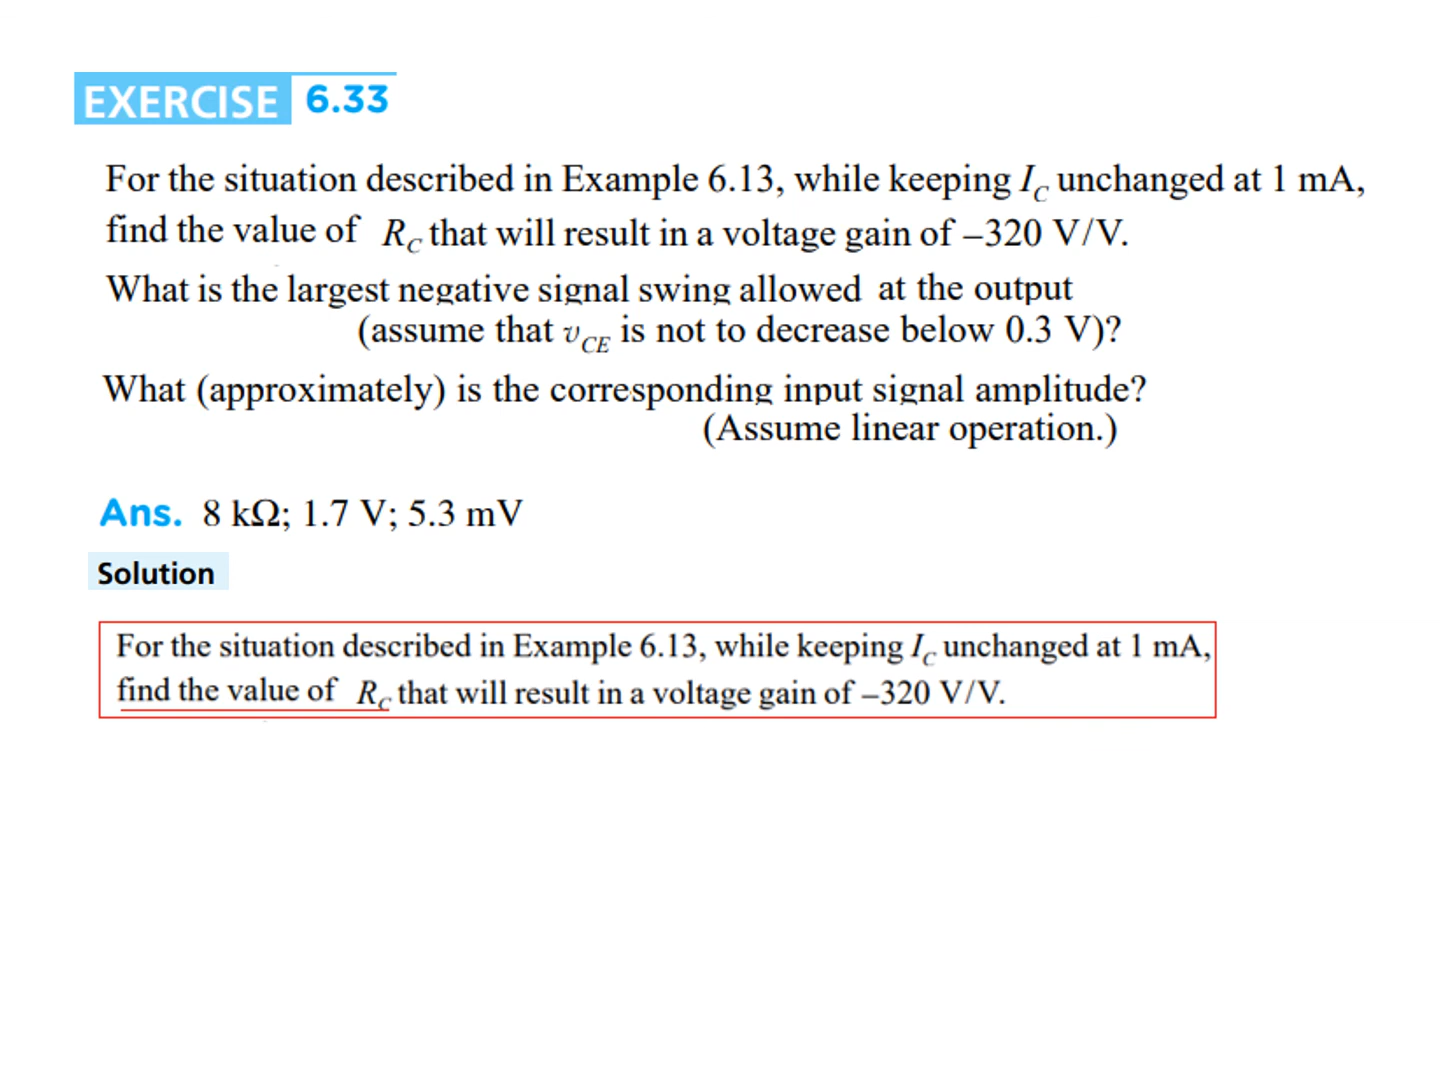 EXERCISE 6.33
For the situation described in Example 6.13, while keeping I_C unchanged at 1 mA,
find the value of R_C that will result in a voltage gain of –320 V/V.
What is the largest negative signal swing allowed at the output
(assume that v_CE is not to decrease below 0.3 V)?
What (approximately) is the corresponding input signal amplitude?
(Assume linear operation.)
Ans. 8 kΩ; 1.7 V; 5.3 mV
Solution
For the situation described in Example 6.13, while keeping I_C unchanged at 1 mA,
find the value of R_C that will result in a voltage gain of –320 V/V.